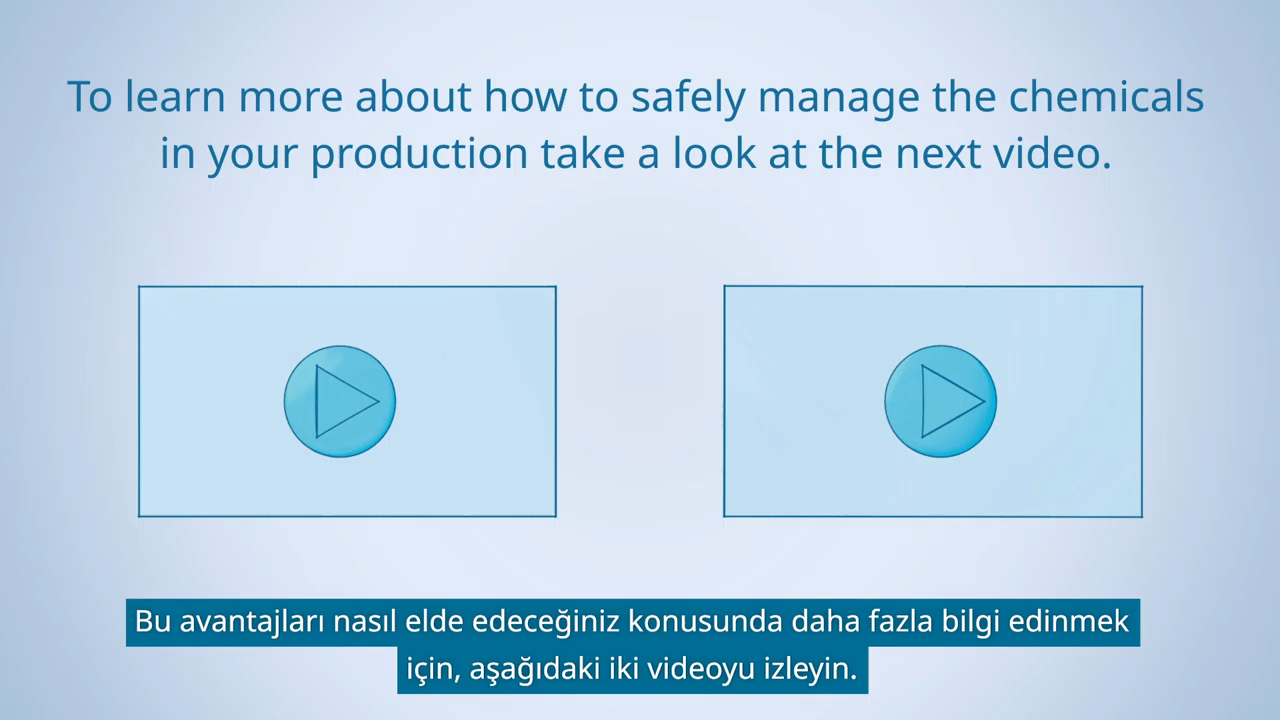 To learn more about how to safely manage the chemicals
in your production take a look at the next video.
Bu avantajları nasıl elde edeceğiniz konusunda daha fazla bilgi edinmek
için, aşağıdaki iki videoyu izleyin.